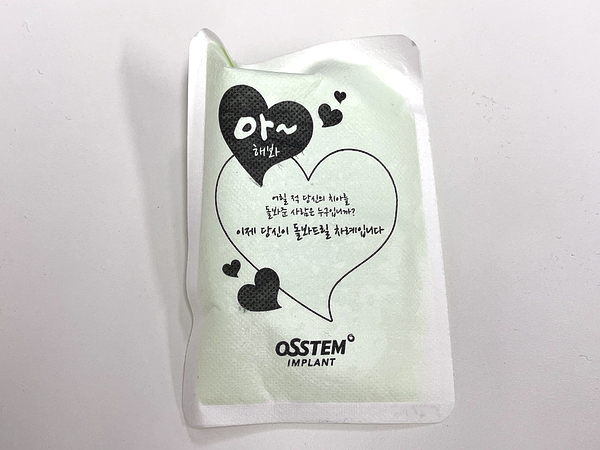 아~
해봐
어릴 적 당신의 치아를
돌봐준 사람은 누구입니까?
이제 당신이 돌봐드릴 차례입니다
OSSTEM
IMPLANT